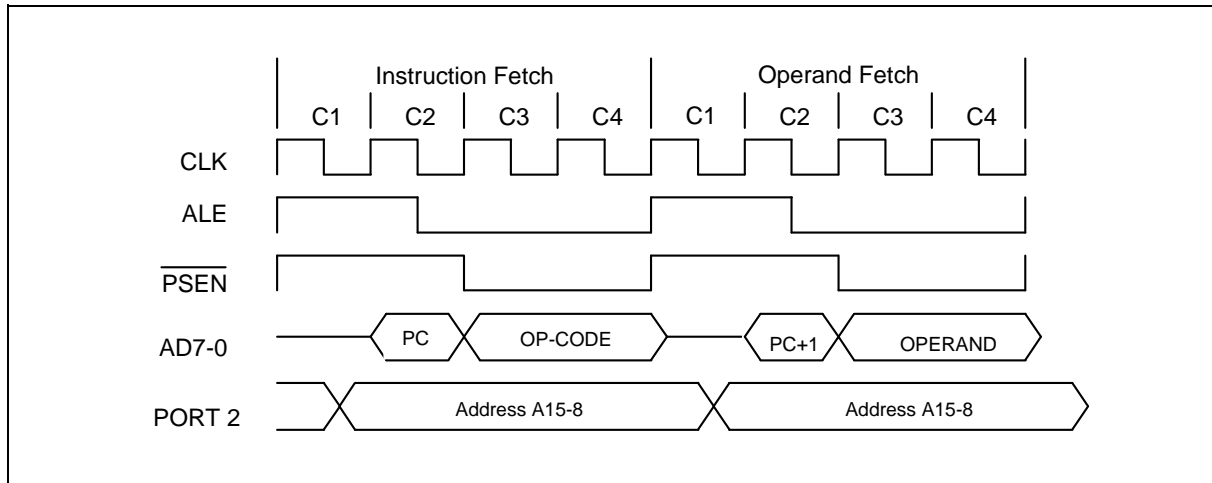 Instruction Fetch Operand Fetch
C1 C2 C3 C4 C1 C2 C3 C4
CLK
ALE
PSEN
AD7-0 PC OP-CODE PC+1 OPERAND
PORT 2 Address A15-8 Address A15-8